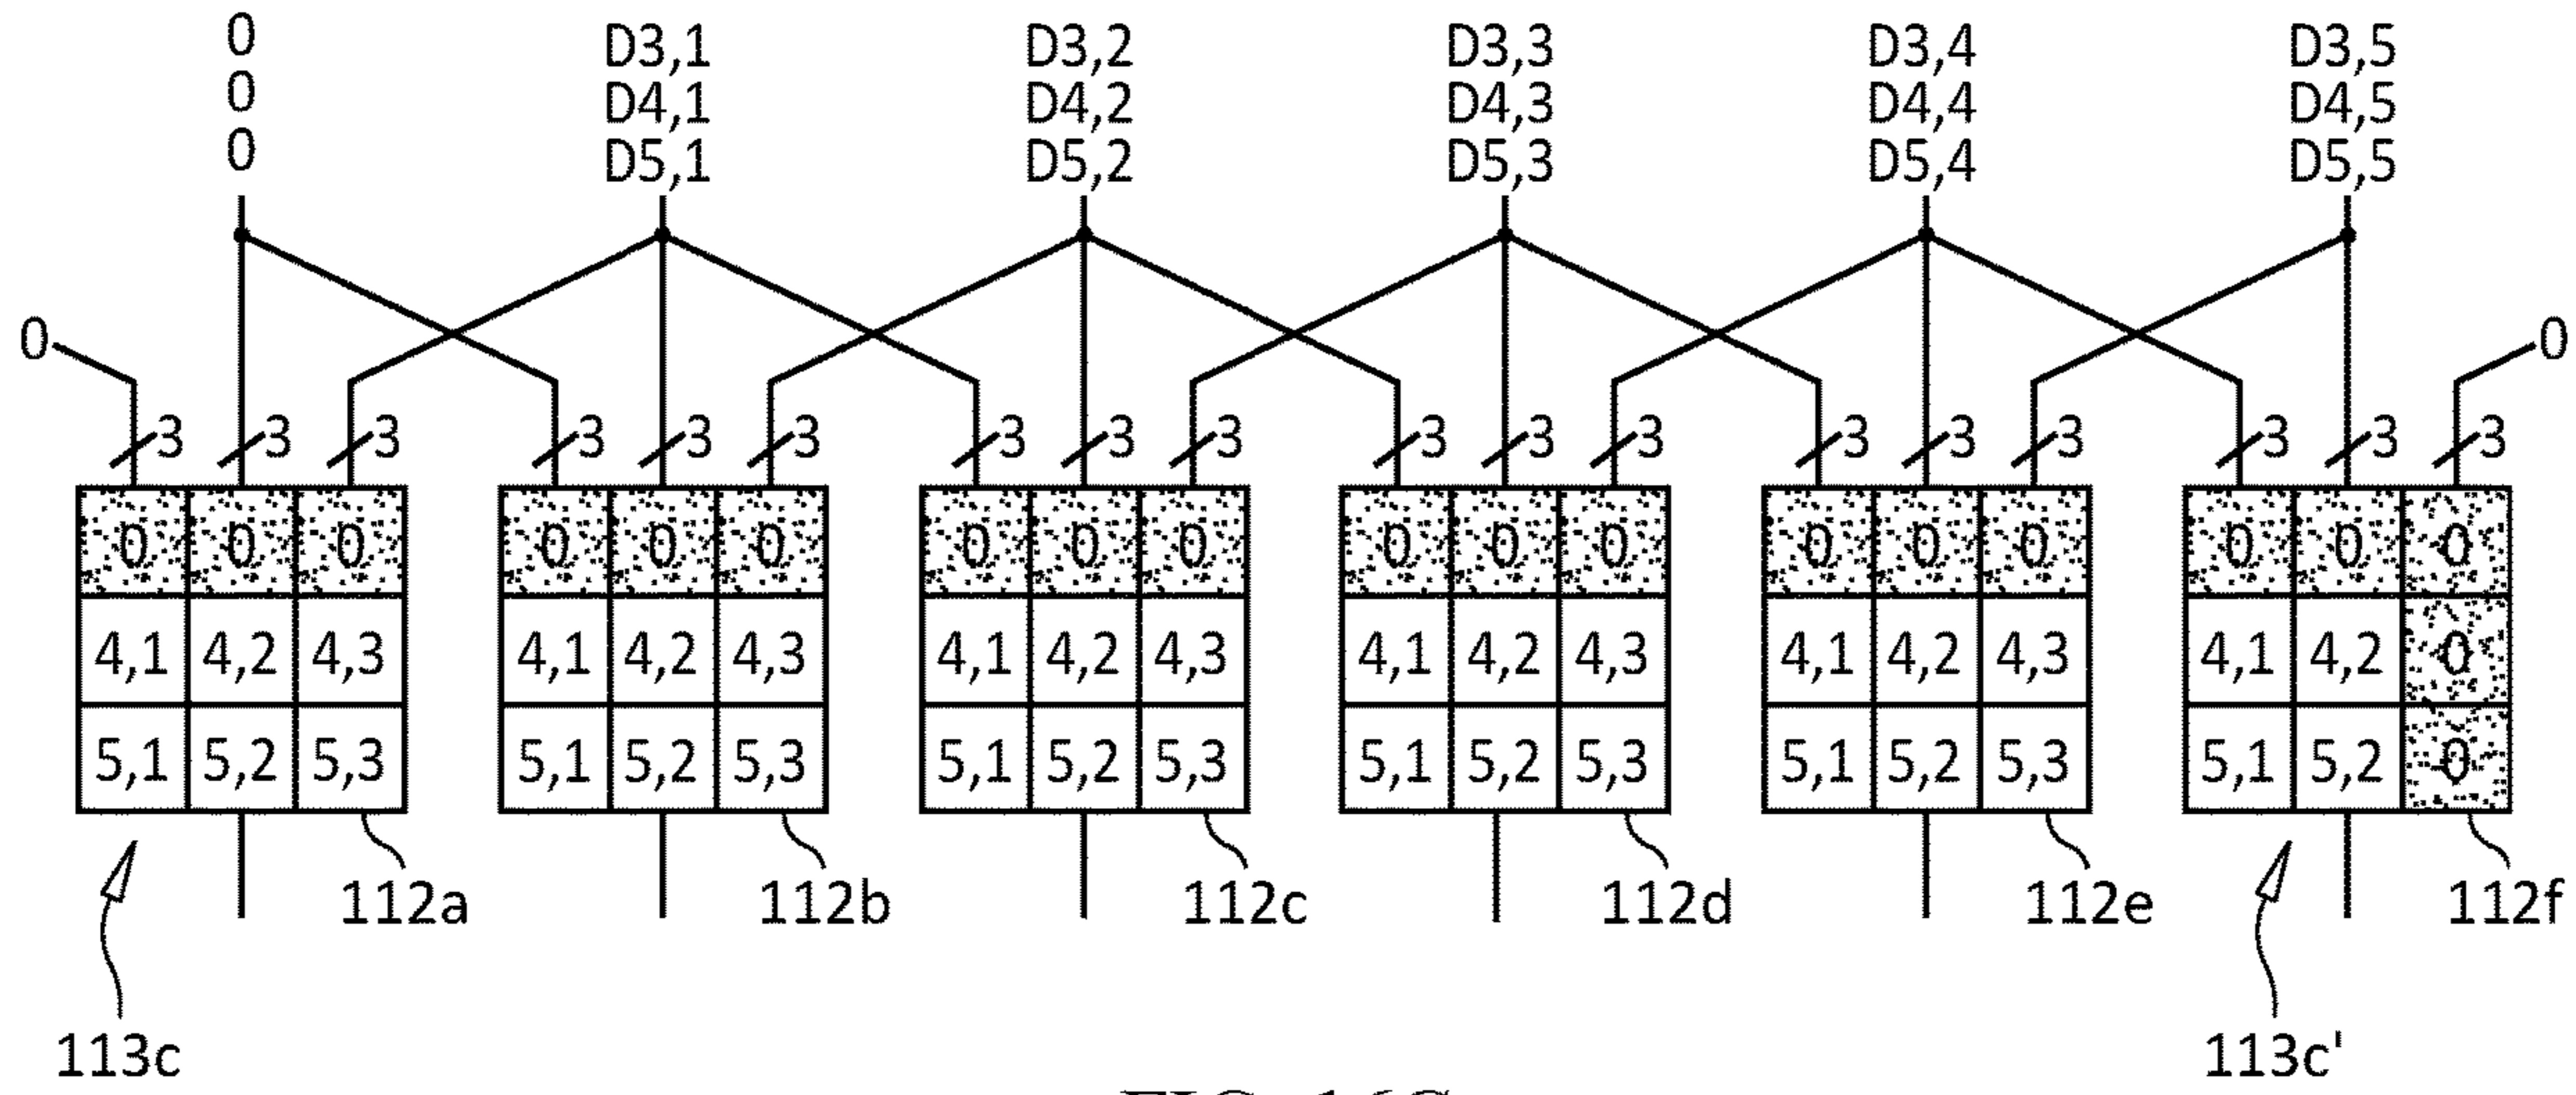 0 D3,1 D3,2 D3,3 D3,4 D3,5
0 D4,1 D4,2 D4,3 D4,4 D4,5
0 D5,1 D5,2 D5,3 D5,4 D5,5
0 0
3 3 3 3 3 3 3 3 3 3 3 3 3 3 3 3 3 3
0 0 0 0 0 0 0 0 0 0 0 0 0 0 0 0 0 0
4,1 4,2 4,3 4,1 4,2 4,3 4,1 4,2 4,3 4,1 4,2 4,3 4,1 4,2 4,3 4,1 4,2 0
5,1 5,2 5,3 5,1 5,2 5,3 5,1 5,2 5,3 5,1 5,2 5,3 5,1 5,2 5,3 5,1 5,2 0
112a 112b 112c 112d 112e 112f
113c 113c'